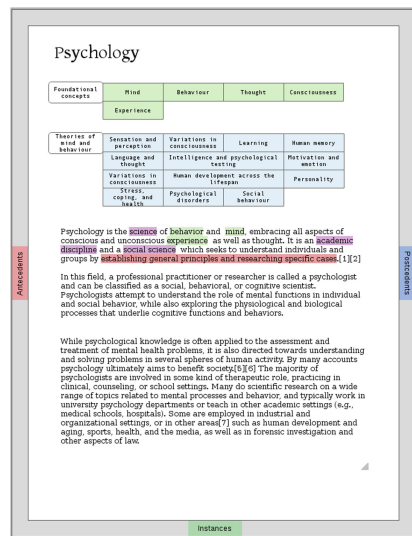 Psychology
Foundational concepts
Mind
Behaviour
Thought
Consciousness
Experience
Theories of mind and behaviour
Sensation and perception
Variations in consciousness
Learning
Human memory
Language and thought
Intelligence and psychological testing
Motivation and emotion
Variations in consciousness
Human development across the lifespan
Personality
Stress, coping, and health
Psychological disorders
Social behaviour
Psychology is the science of behavior and mind, embracing all aspects of
conscious and unconscious experience as well as thought. It is an academic
discipline and a social science which seeks to understand individuals and
groups by establishing general principles and researching specific cases.[1][2]
In this field, a professional practitioner or researcher is called a psychologist
and can be classified as a social, behavioral, or cognitive scientist.
Psychologists attempt to understand the role of mental functions in individual
and social behavior, while also exploring the physiological and biological
processes that underlie cognitive functions and behaviors.
While psychological knowledge is often applied to the assessment and
treatment of mental health problems, it is also directed towards understanding
and solving problems in several spheres of human activity. By many accounts
psychology ultimately aims to benefit society.[5][6] The majority of
psychologists are involved in some kind of therapeutic role, practicing in
clinical, counseling, or school settings. Many do scientific research on a wide
range of topics related to mental processes and behavior, and typically work in
university psychology departments or teach in other academic settings (e.g.,
medical schools, hospitals). Some are employed in industrial and
organizational settings, or in other areas[7] such as human development and
aging, sports, health, and the media, as well as in forensic investigation and
other aspects of law.
Antecedents
Postcedents
Instances